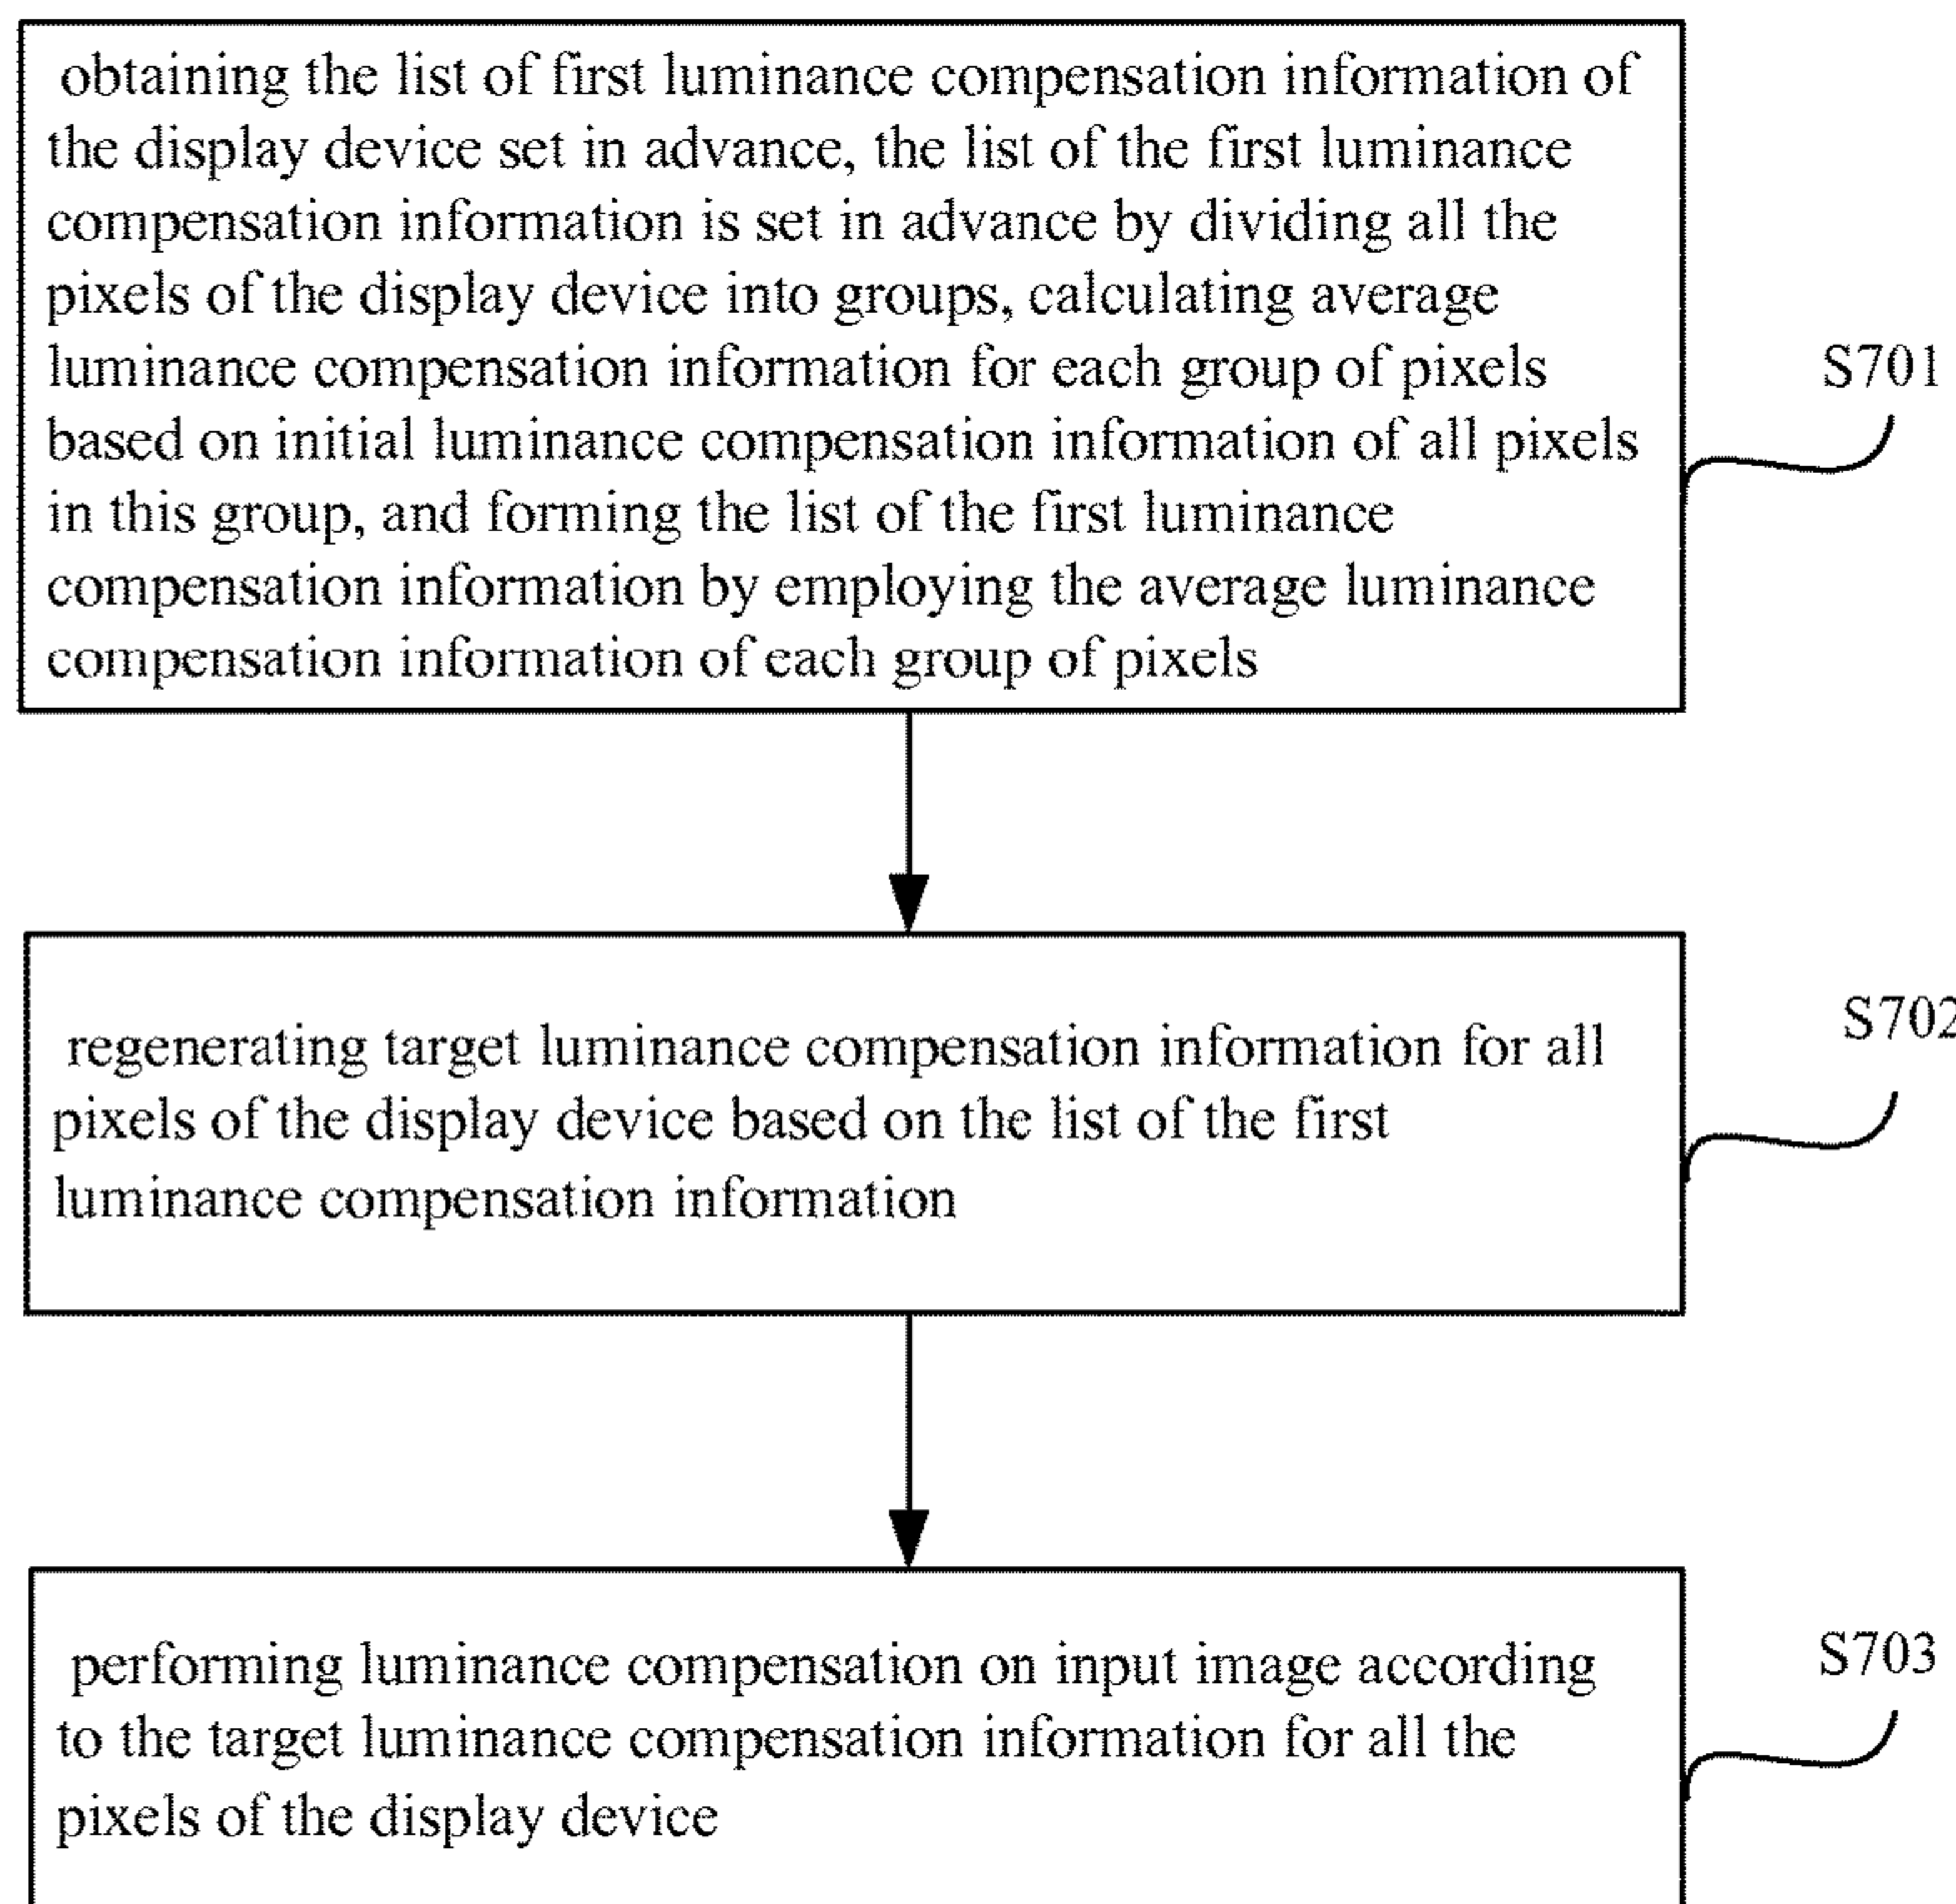 obtaining the list of first luminance compensation information of
the display device set in advance, the list of the first luminance
compensation information is set in advance by dividing all the
pixels of the display device into groups, calculating average
luminance compensation information for each group of pixels
based on initial luminance compensation information of all pixels
in this group, and forming the list of the first luminance
compensation information by employing the average luminance
compensation information of each group of pixels
S701
regenerating target luminance compensation information for all
pixels of the display device based on the list of the first
luminance compensation information
S702
performing luminance compensation on input image according
to the target luminance compensation information for all the
pixels of the display device
S703